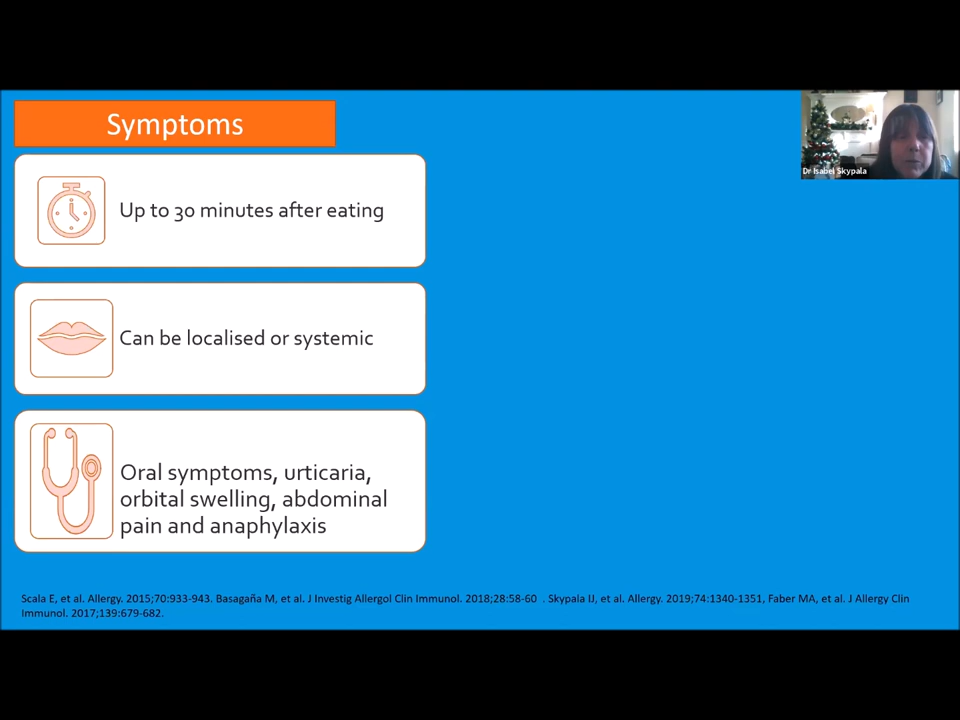 Symptoms
Dr Isabel Skypala
Up to 30 minutes after eating
Can be localised or systemic
Oral symptoms, urticaria,
orbital swelling, abdominal
pain and anaphylaxis
Scala E, et al. Allergy. 2015;70:933-943. Basagaña M, et al. J Investig Allergol Clin Immunol. 2018;28:58-60 . Skypala IJ, et al. Allergy. 2019;74:1340-1351, Faber MA, et al. J Allergy Clin
Immunol. 2017;139:679-682.